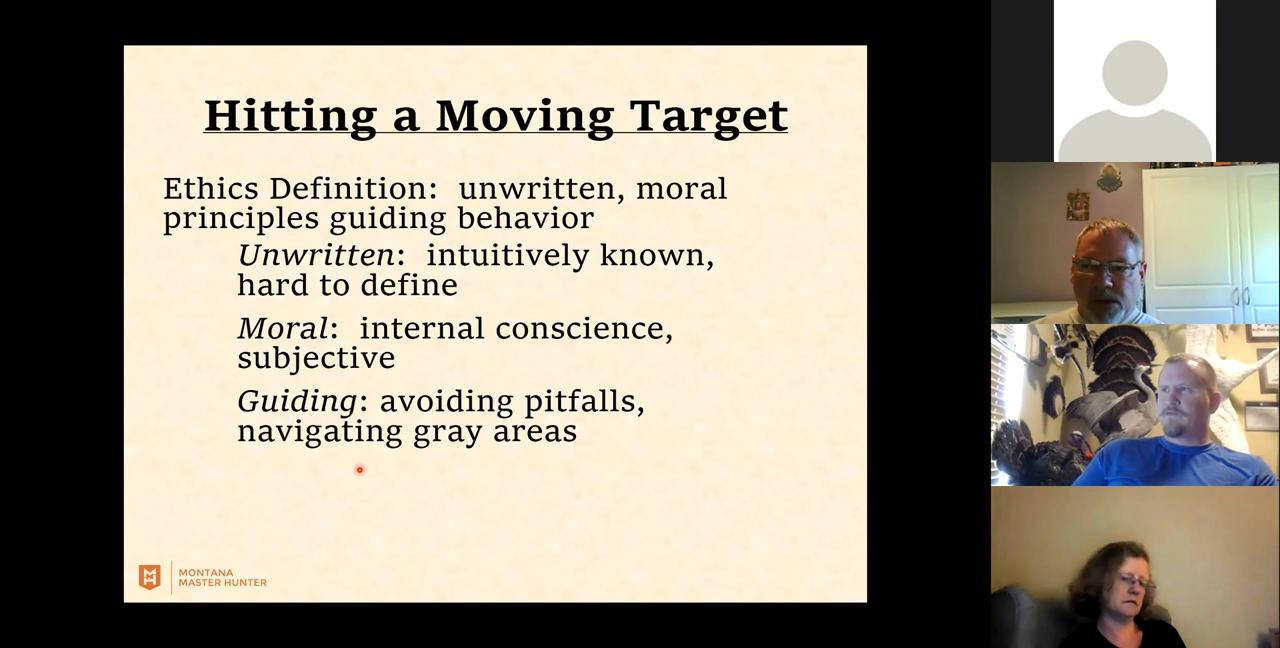 Hitting a Moving Target
Ethics Definition:  unwritten, moral
principles guiding behavior
Unwritten:  intuitively known,
hard to define
Moral:  internal conscience,
subjective
Guiding: avoiding pitfalls,
navigating gray areas
MONTANA
MASTER HUNTER